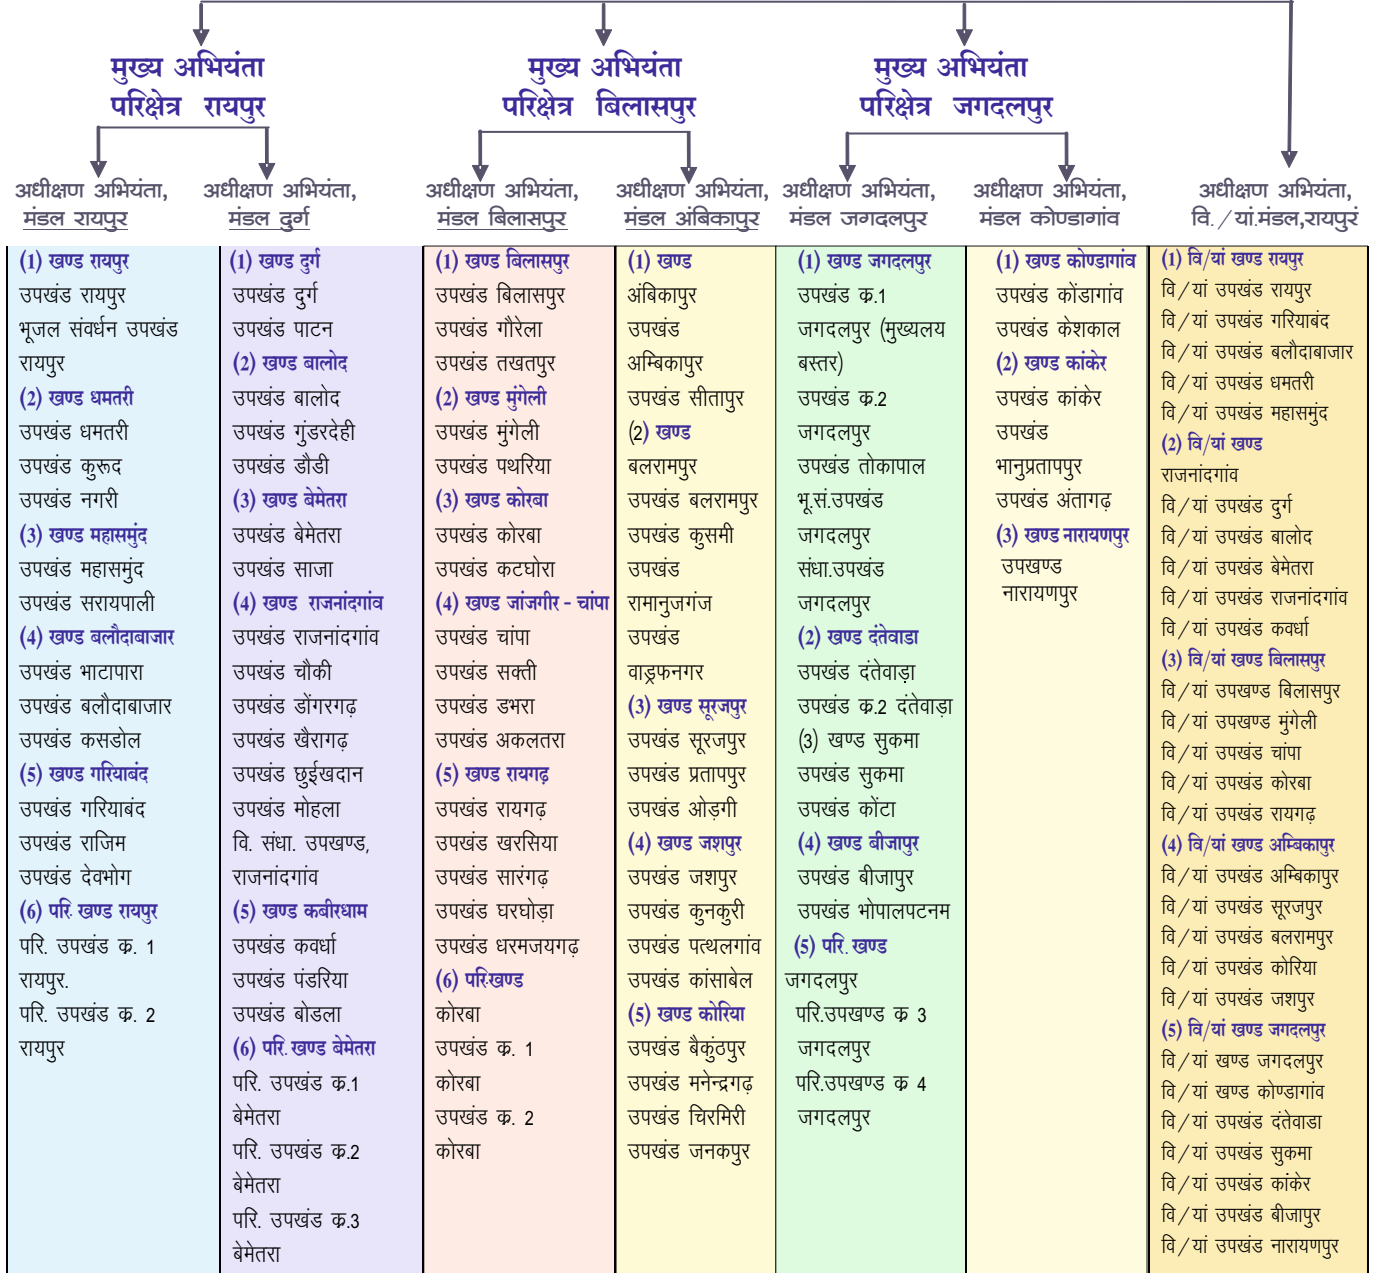 मुख्य अभियंता
परिक्षेत्र रायपुर
मुख्य अभियंता
परिक्षेत्र बिलासपुर
मुख्य अभियंता
परिक्षेत्र जगदलपुर
अधीक्षण अभियंता,
मंडल रायपुर
(1) खण्ड रायपुर
उपखंड रायपुर
भूजल संवर्धन उपखंड
रायपुर
(2) खण्ड धमतरी
उपखंड धमतरी
उपखंड कुरूद
उपखंड नगरी
(3) खण्ड महासमुंद
उपखंड महासमुंद
उपखंड सरायपाली
(4) खण्ड बलौदाबाजार
उपखंड भाटापारा
उपखंड बलौदाबाजार
उपखंड कसडोल
(5) खण्ड गरियाबंद
उपखंड गरियाबंद
उपखंड राजिम
उपखंड देवभोग
(6) परि. खण्ड रायपुर
परि. उपखंड क्र. 1
रायपुर.
परि. उपखंड क्र. 2
रायपुर
अधीक्षण अभियंता,
मंडल दुर्ग
(1) खण्ड दुर्ग
उपखंड दुर्ग
उपखंड पाटन
(2) खण्ड बालोद
उपखंड बालोद
उपखंड गुंडरदेही
उपखंड डौडी
(3) खण्ड बेमेतरा
उपखंड बेमेतरा
उपखंड साजा
(4) खण्ड राजनांदगांव
उपखंड राजनांदगांव
उपखंड चौकी
उपखंड डोंगरगढ़
उपखंड खैरागढ़
उपखंड छुईखदान
उपखंड मोहला
वि. संधा. उपखण्ड,
राजनांदगांव
(5) खण्ड कबीरधाम
उपखंड कवर्धा
उपखंड पंडरिया
उपखंड बोडला
(6) परि. खण्ड बेमेतरा
परि. उपखंड क्र.1
बेमेतरा
परि. उपखंड क्र.2
बेमेतरा
परि. उपखंड क्र.3
बेमेतरा
अधीक्षण अभियंता,
मंडल बिलासपुर
(1) खण्ड बिलासपुर
उपखंड बिलासपुर
उपखंड गौरेला
उपखंड तखतपुर
(2) खण्ड मुंगेली
उपखंड मुंगेली
उपखंड पथरिया
(3) खण्ड कोरबा
उपखंड कोरबा
उपखंड कटघोरा
(4) खण्ड जांजगीर - चांपा
उपखंड चांपा
उपखंड सक्ती
उपखंड डभरा
उपखंड अकलतरा
(5) खण्ड रायगढ़
उपखंड रायगढ़
उपखंड खरसिया
उपखंड सारंगढ़
उपखंड घरघोड़ा
उपखंड धरमजयगढ़
(6) परि.खण्ड
कोरबा
उपखंड क्र. 1
कोरबा
उपखंड क्र. 2
कोरबा
अधीक्षण अभियंता,
मंडल अंबिकापुर
(1) खण्ड
अंबिकापुर
उपखंड
अम्बिकापुर
उपखंड सीतापुर
(2) खण्ड
बलरामपुर
उपखंड बलरामपुर
उपखंड कुसमी
उपखंड
रामानुजगंज
उपखंड
वाड्रफनगर
(3) खण्ड सूरजपुर
उपखंड सूरजपुर
उपखंड प्रतापपुर
उपखंड ओड़गी
(4) खण्ड जशपुर
उपखंड जशपुर
उपखंड कुनकुरी
उपखंड पत्थलगांव
उपखंड कांसाबेल
(5) खण्ड कोरिया
उपखंड बैकुंठपुर
उपखंड मनेन्द्रगढ़
उपखंड चिरमिरी
उपखंड जनकपुर
अधीक्षण अभियंता,
मंडल जगदलपुर
(1) खण्ड जगदलपुर
उपखंड क्र.1
जगदलपुर (मुख्यलय
बस्तर)
उपखंड क्र.2
जगदलपुर
उपखंड तोकापाल
भू.सं.उपखंड
जगदलपुर
संधा.उपखंड
जगदलपुर
(2) खण्ड दंतेवाडा
उपखंड दंतेवाड़ा
उपखंड क्र.2 दंतेवाड़ा
(3) खण्ड सुकमा
उपखंड सुकमा
उपखंड कोंटा
(4) खण्ड बीजापुर
उपखंड बीजापुर
उपखंड भोपालपटनम
(5) परि. खण्ड
जगदलपुर
परि.उपखण्ड क्र 3
जगदलपुर
परि.उपखण्ड क्र 4
जगदलपुर
अधीक्षण अभियंता,
मंडल कोण्डागांव
(1) खण्ड कोण्डागांव
उपखंड कोंडागांव
उपखंड केशकाल
(2) खण्ड कांकेर
उपखंड कांकेर
उपखंड
भानुप्रतापपुर
उपखंड अंतागढ़
(3) खण्ड नारायणपुर
उपखण्ड
नारायणपुर
अधीक्षण अभियंता,
वि./यां.मंडल,रायपुरं
(1) वि/यां खण्ड रायपुर
वि/यां उपखंड रायपुर
वि/यां उपखंड गरियाबंद
वि/यां उपखंड बलौदाबाजार
वि/यां उपखंड धमतरी
वि/यां उपखंड महासमुंद
(2) वि/यां खण्ड
राजनांदगांव
वि/यां उपखंड दुर्ग
वि/यां उपखंड बालोद
वि/यां उपखंड बेमेतरा
वि/यां उपखंड राजनांदगांव
वि/यां उपखंड कवर्धा
(3) वि/यां खण्ड बिलासपुर
वि/यां उपखण्ड बिलासपुर
वि/यां उपखण्ड मुंगेली
वि/यां उपखंड चांपा
वि/यां उपखंड कोरबा
वि/यां उपखंड रायगढ़
(4) वि/यां खण्ड अम्बिकापुर
वि/यां उपखंड अम्बिकापुर
वि/यां उपखंड सूरजपुर
वि/यां उपखंड बलरामपुर
वि/यां उपखंड कोरिया
वि/यां उपखंड जशपुर
(5) वि/यां खण्ड जगदलपुर
वि/यां खण्ड जगदलपुर
वि/यां खण्ड कोण्डागांव
वि/यां उपखंड दंतेवाडा
वि/यां उपखंड सुकमा
वि/यां उपखंड कांकेर
वि/यां उपखंड बीजापुर
वि/यां उपखंड नारायणपुर